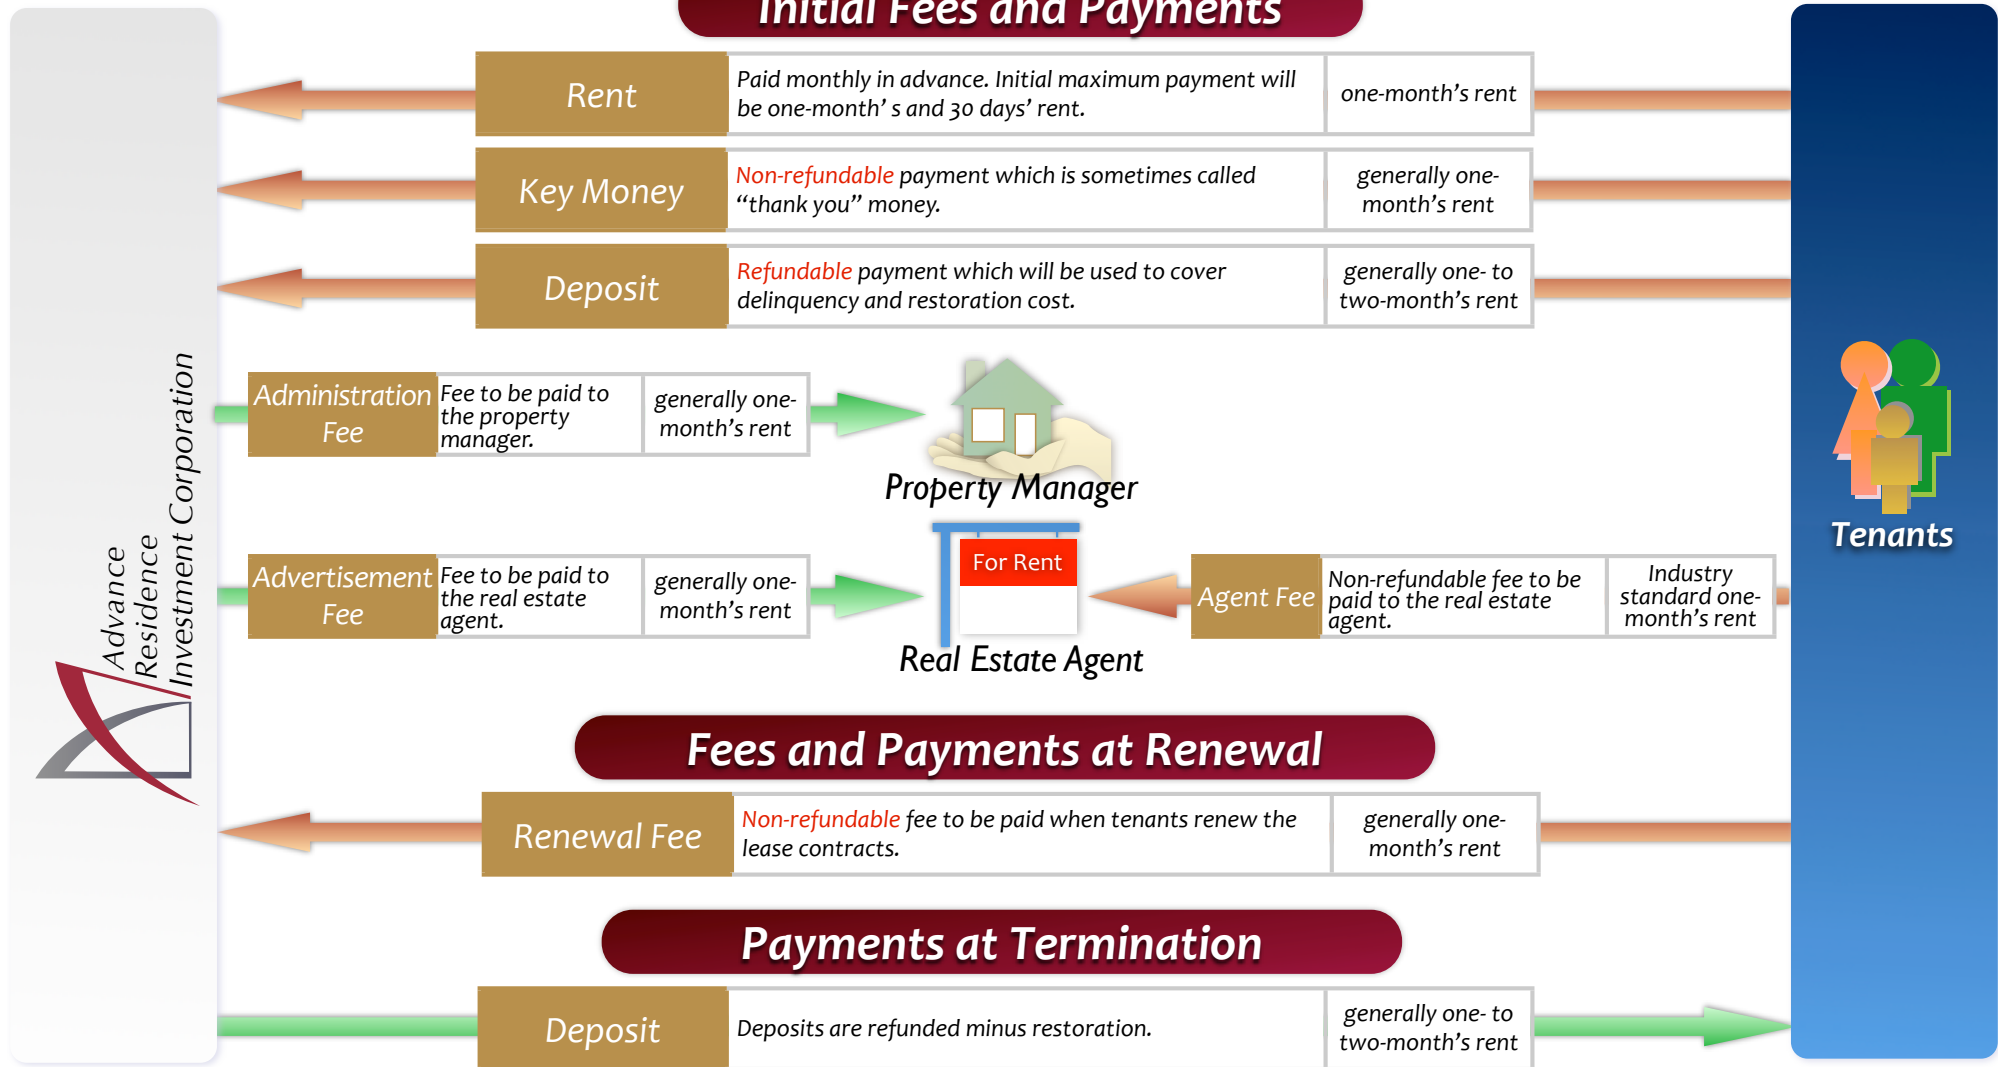 Initial Fees and Payments
Rent
Paid monthly in advance. Initial maximum payment will
be one-month' s and 30 days' rent.
one-month's rent
Key Money
Non-refundable payment which is sometimes called
“thank you” money.
generally one-
month's rent
Deposit
Refundable payment which will be used to cover
delinquency and restoration cost.
generally one- to
two-month's rent
Advance
Residence
Investment Corporation
Administration
Fee
Fee to be paid to
the property
manager.
generally one-
month's rent
Property Manager
Tenants
Advertisement
Fee
Fee to be paid to
the real estate
agent.
generally one-
month's rent
For Rent
Real Estate Agent
Agent Fee
Non-refundable fee to be
paid to the real estate
agent.
Industry
standard one-
month's rent
Fees and Payments at Renewal
Renewal Fee
Non-refundable fee to be paid when tenants renew the
lease contracts.
generally one-
month's rent
Payments at Termination
Deposit
Deposits are refunded minus restoration.
generally one- to
two-month's rent